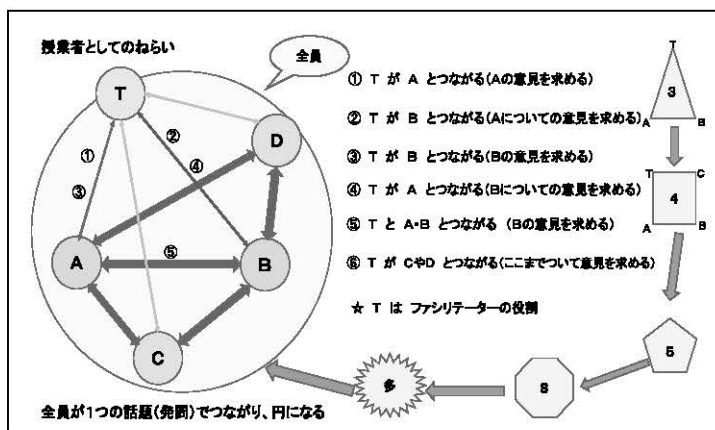 授業者としてのねらい
全員
T
D
A
B
C
①
②
③
④
⑤
① T が A とつながる(Aの意見を求める)
② T が B とつながる(Aについての意見を求める)
③ T が B とつながる(Bの意見を求める)
④ T が A とつながる(Bについての意見を求める)
⑤ T と A・B とつながる (Bの意見を求める)
⑥ T が CやD とつながる(ここまでついて意見を求める)
☆ T は ファシリテーターの役割
T
3
A B
T C
4
A B
5
8
多
全員が1つの話題(発問)でつながり、円になる